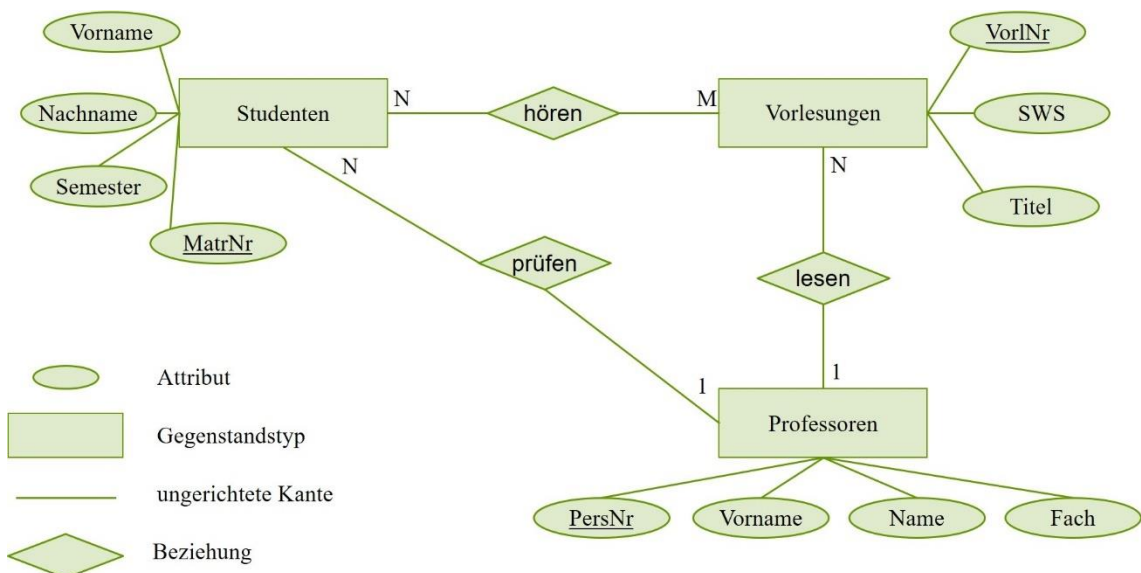 Vorname
VorlNr
Nachname
Studenten
N
hören
M
Vorlesungen
SWS
Semester
N
N
Titel
MatrNr
prüfen
lesen
Attribut
1
1
Gegenstandstyp
Professoren
ungerichtete Kante
PersNr
Vorname
Name
Fach
Beziehung